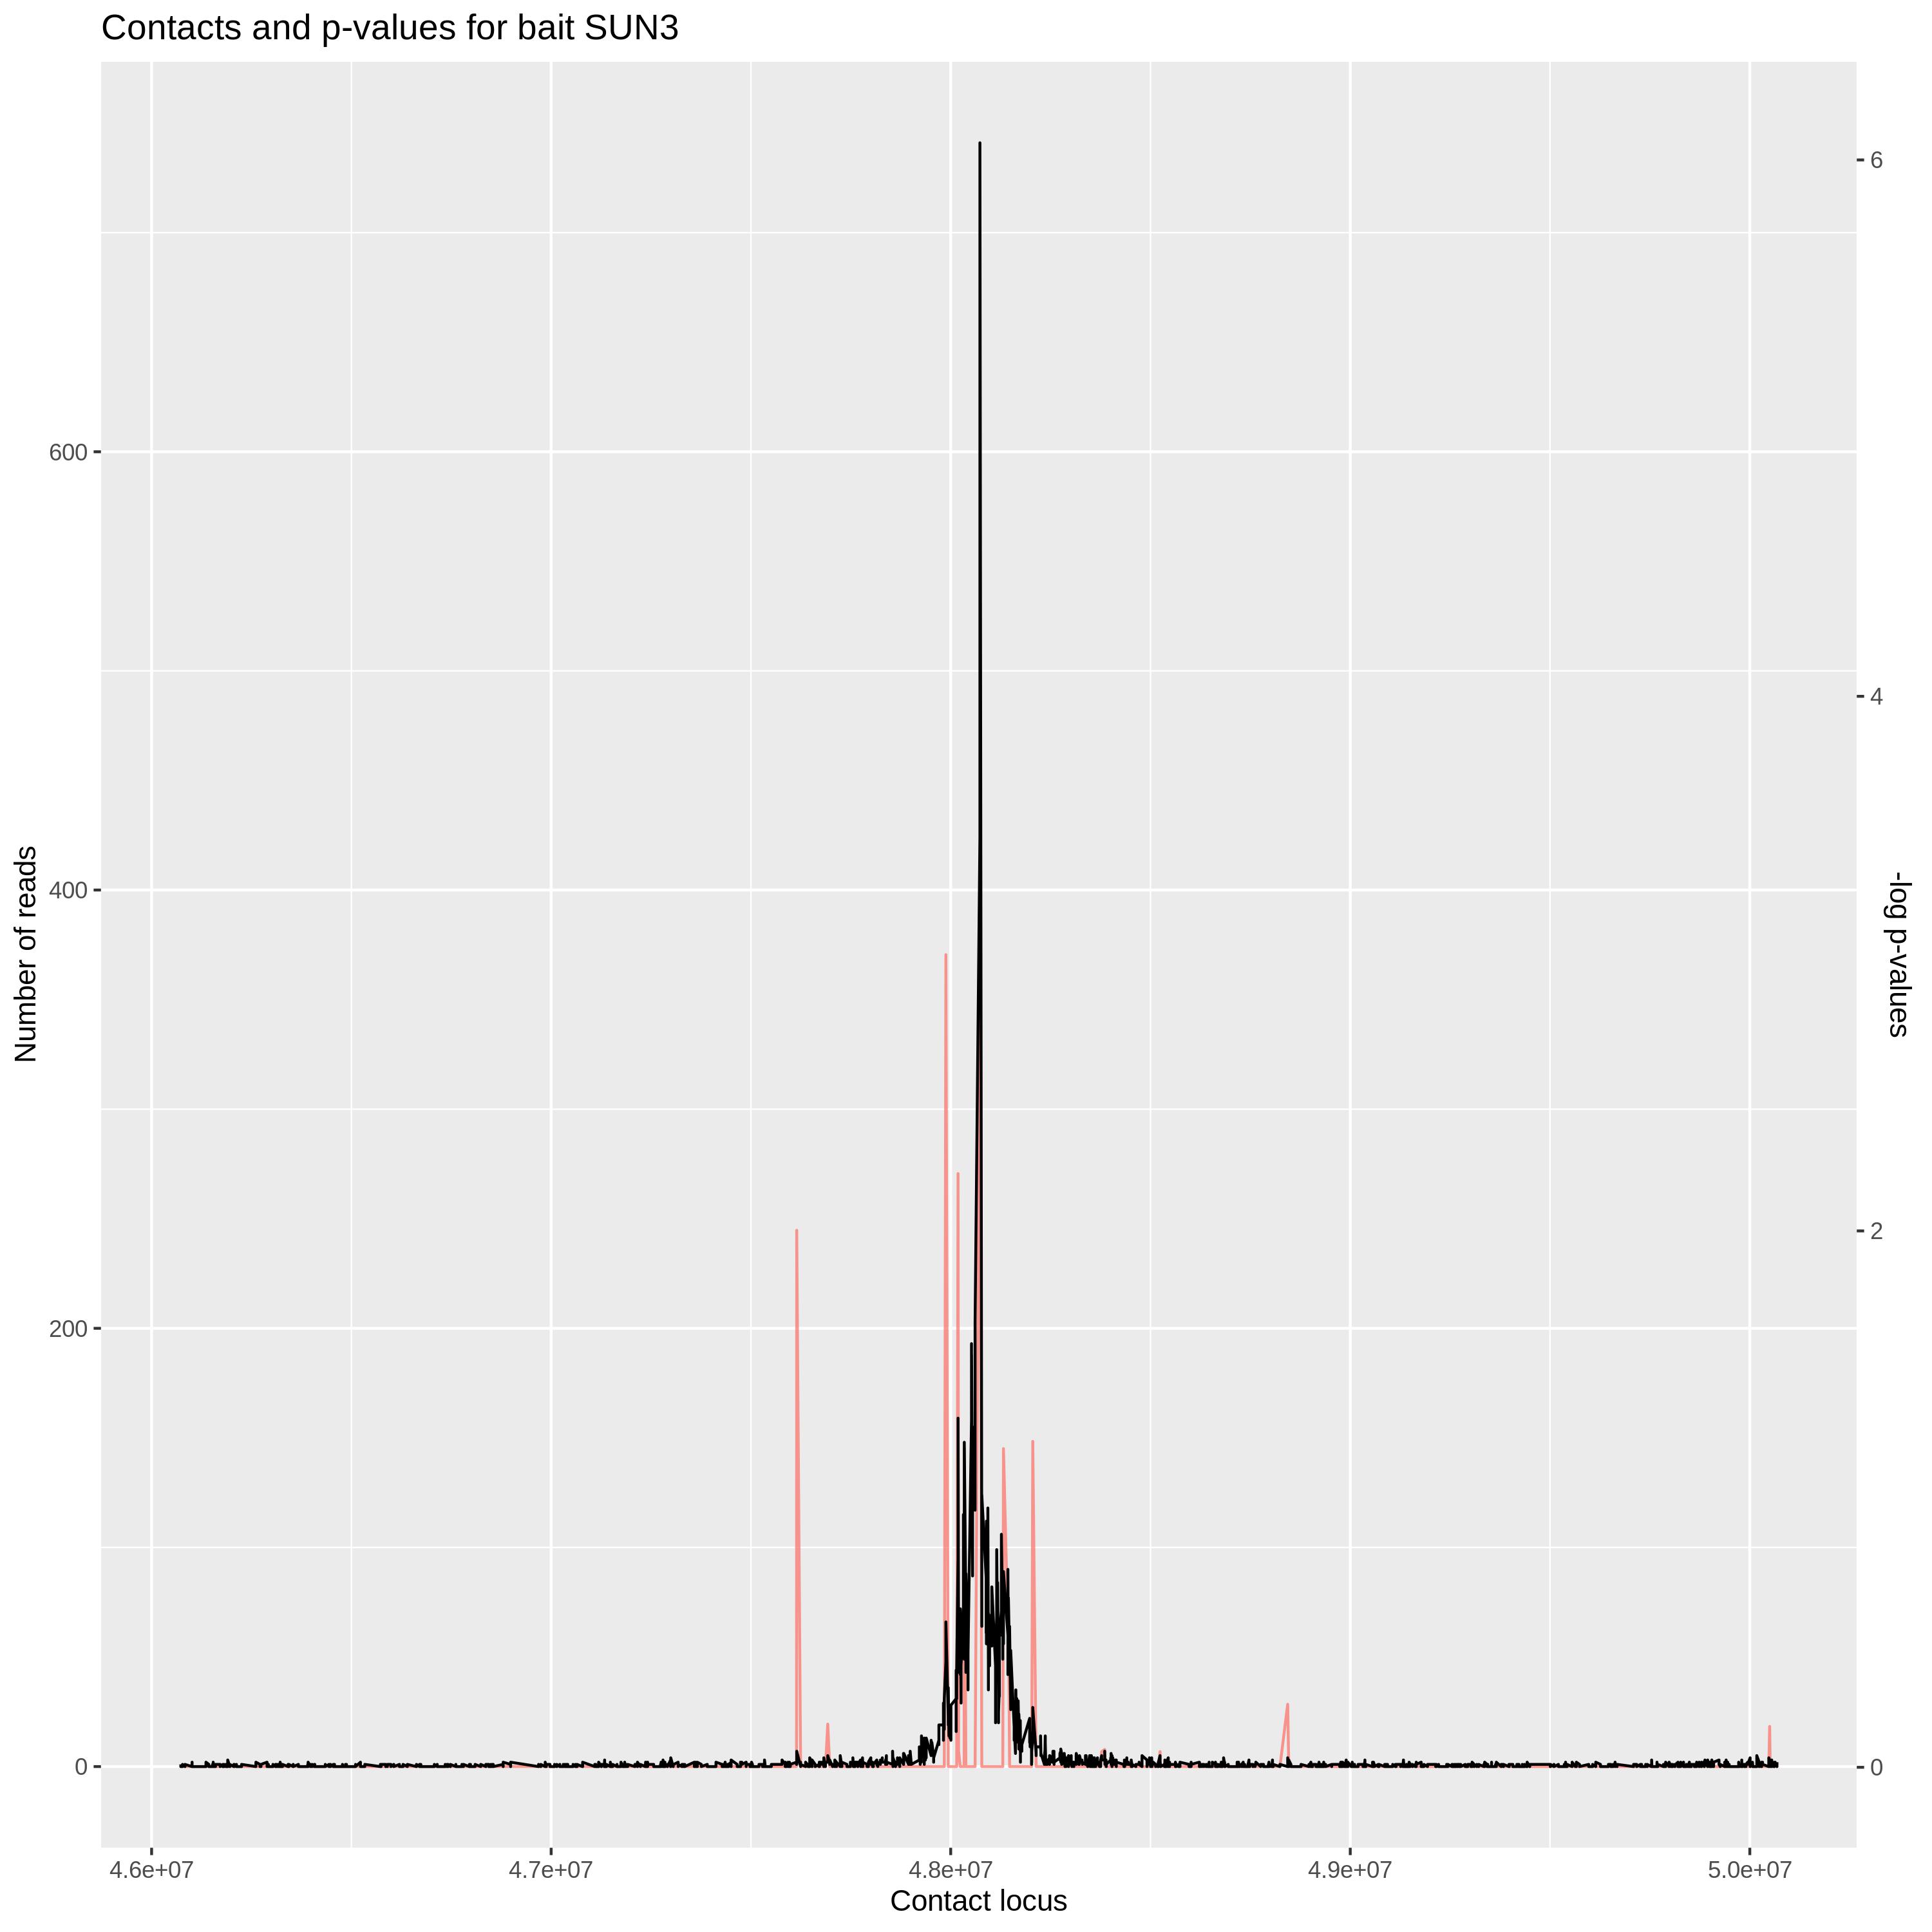 Contacts and p-values for bait SUN3
Number of reads
600
400
200
0
6
4
2
0
-log p-values
4.6e+07
4.7e+07
4.8e+07
4.9e+07
5.0e+07
Contact locus